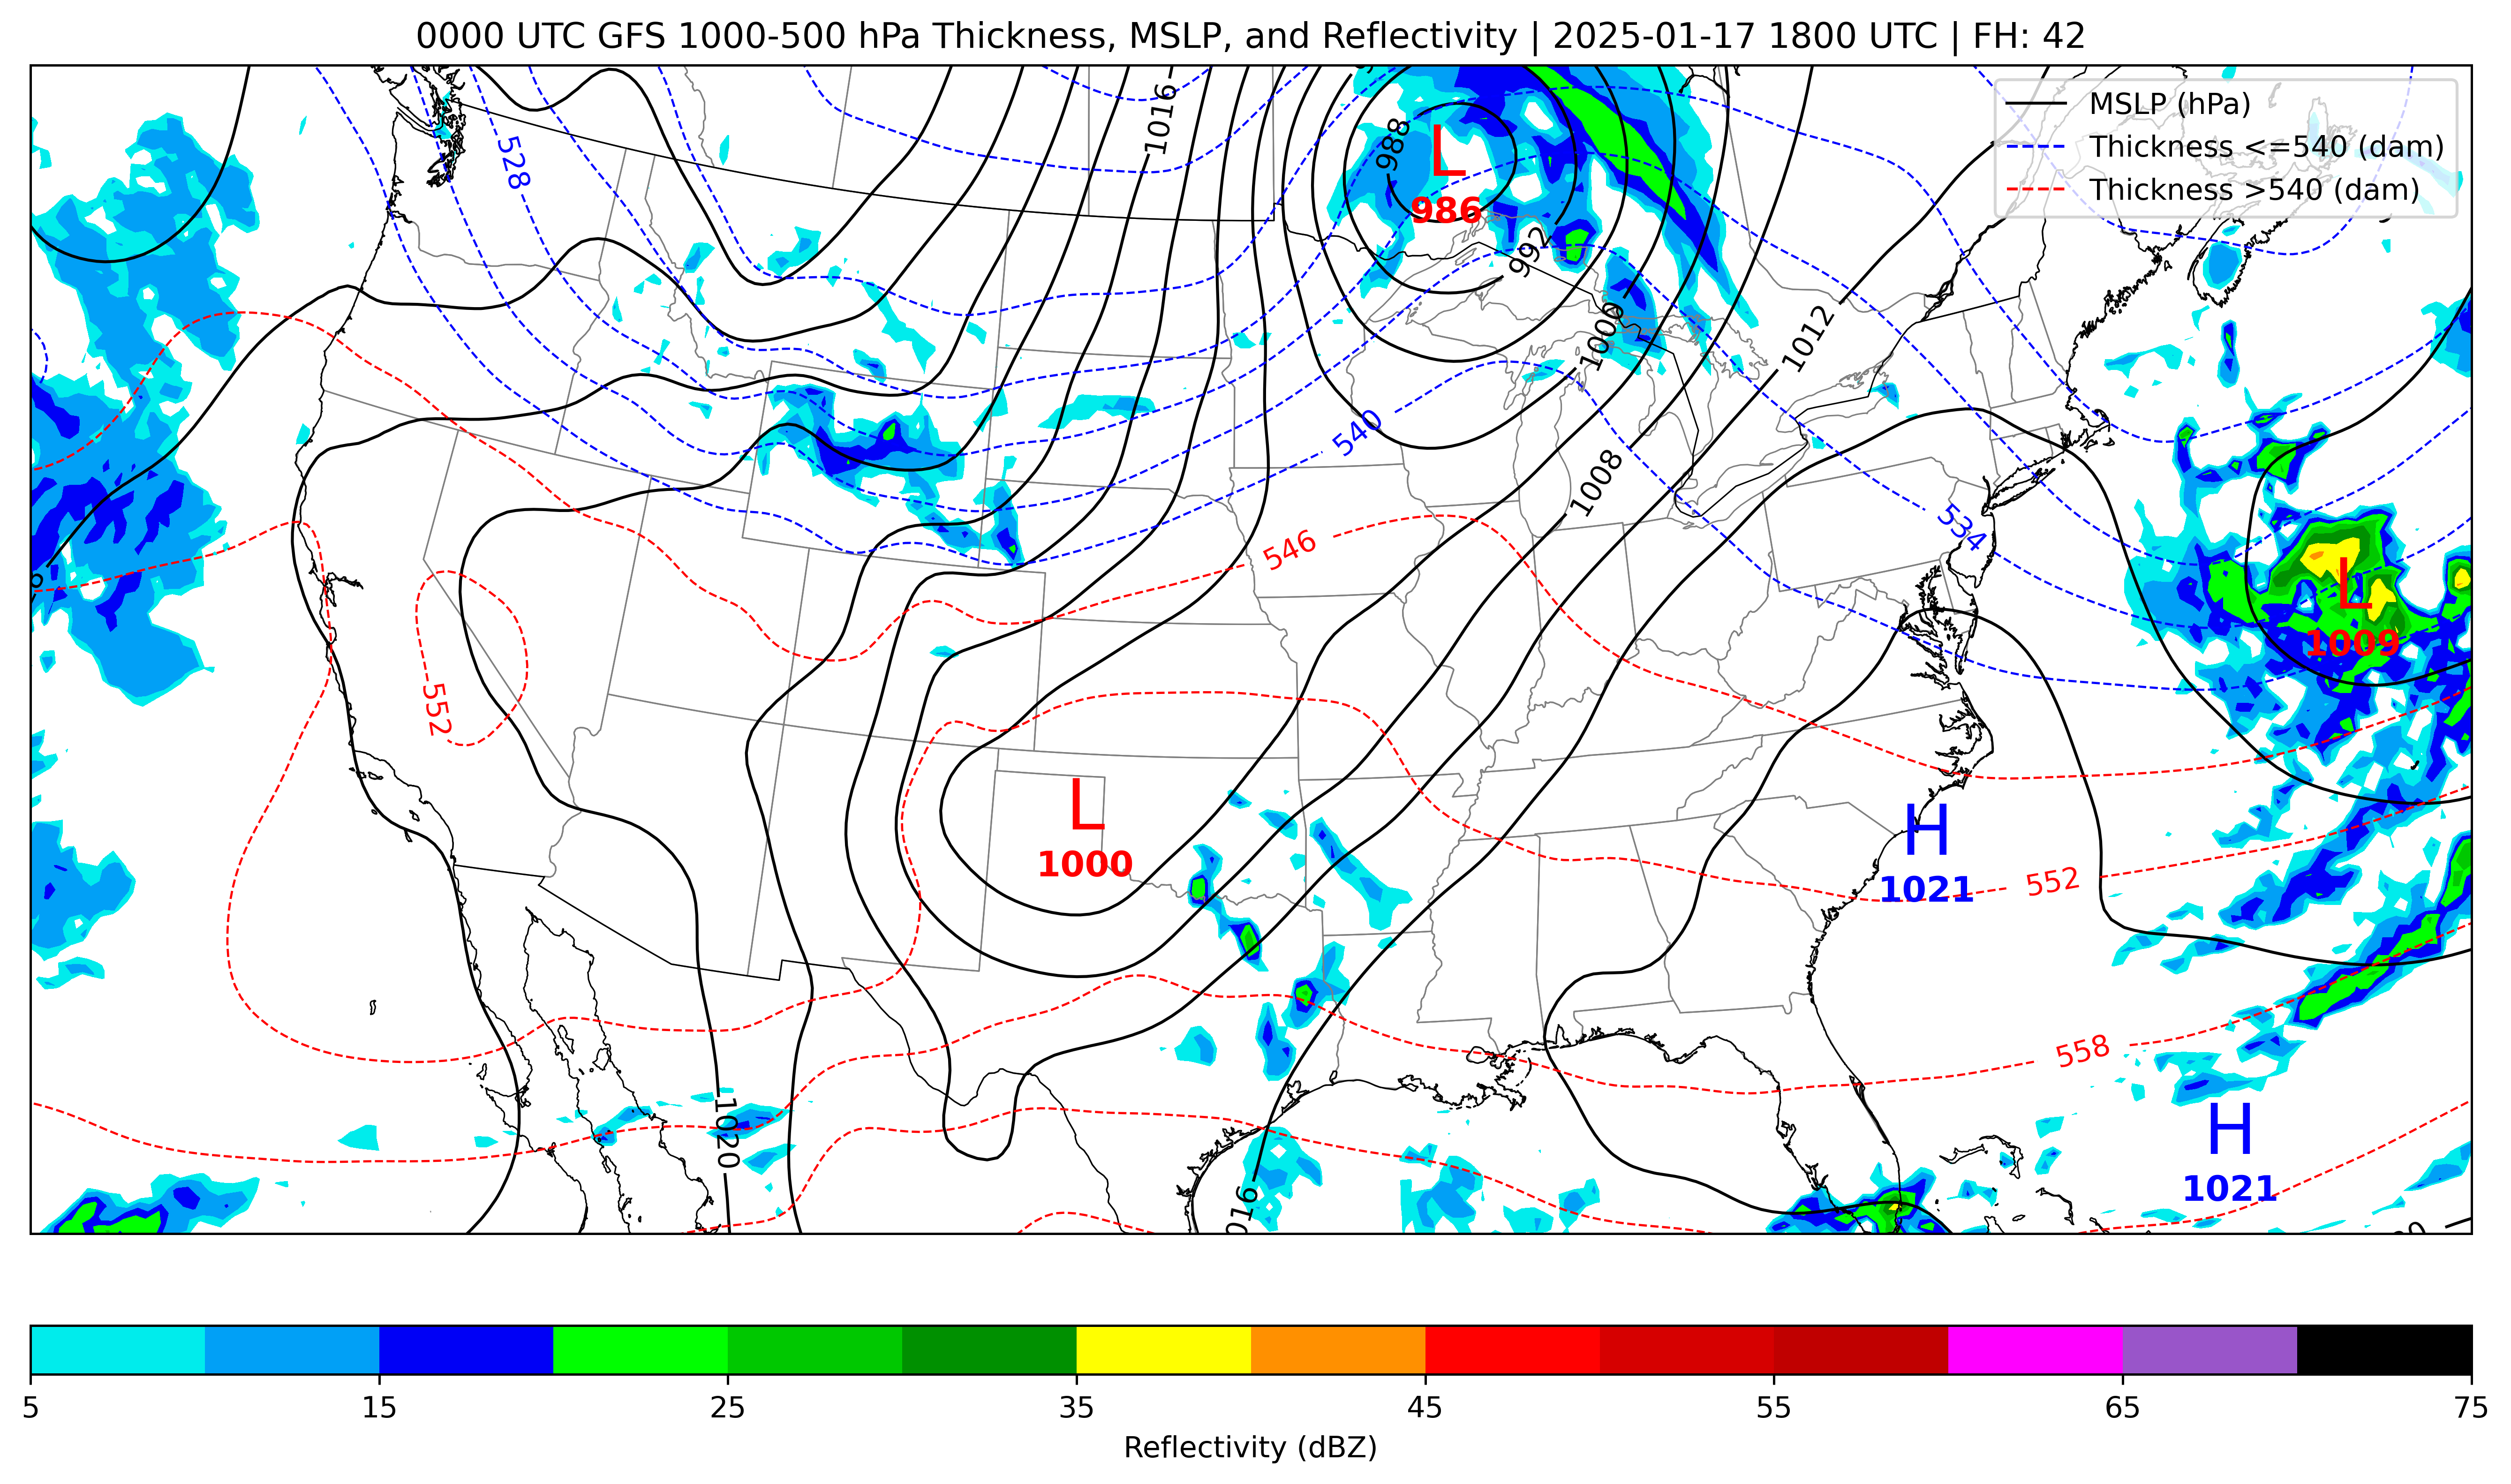 0000 UTC GFS 1000-500 hPa Thickness, MSLP, and Reflectivity | 2025-01-17 1800 UTC | FH: 42
MSLP (hPa)
Thickness <=540 (dam)
Thickness >540 (dam)
1016
528
988
L
986
992
1006
1012
540
1008
534
546
L
1009
552
L
1000
H
1021
552
558
1020
H
1021
1016
5
15
25
35
45
55
65
75
Reflectivity (dBZ)